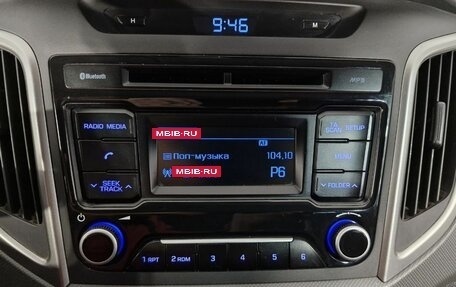 H 9:46 M
Bluetooth MP3
RADIO MEDIA TA SCAN SETUP
MBIB-RU
AF
Поп-музыка 104.10
MENU
MBIB-RU P6
SEEK TRACK FOLDER
1 RPT 2 RDM 3 4 5 6